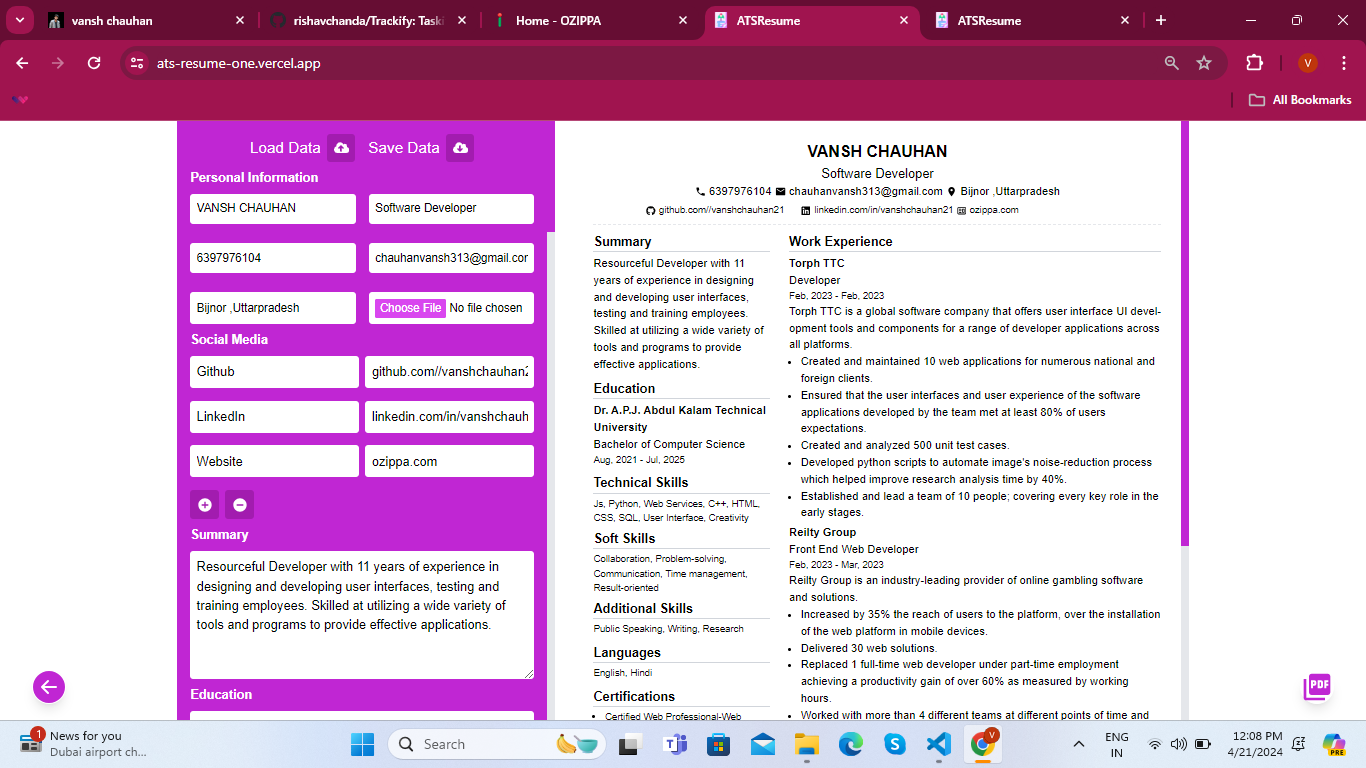 vansh chauhan
rishavchanda/Trackify: Taski
Home - OZIPPA
ATSResume
ATSResume
ats-resume-one.vercel.app
V
All Bookmarks
Load Data
Save Data
Personal Information
VANSH CHAUHAN
Software Developer
6397976104
chauhanvansh313@gmail.cor
Bijnor ,Uttarpradesh
Choose File No file chosen
Social Media
Github
github.com//vanshchauhan2
LinkedIn
linkedin.com/in/vanshchauh
Website
ozippa.com
Summary
Resourceful Developer with 11 years of experience in
designing and developing user interfaces, testing and
training employees. Skilled at utilizing a wide variety of
tools and programs to provide effective applications.
Education
VANSH CHAUHAN
Software Developer
6397976104 chauhanvansh313@gmail.com Bijnor ,Uttarpradesh
github.com//vanshchauhan21 linkedin.com/in/vanshchauhan21 ozippa.com
Summary
Resourceful Developer with 11
years of experience in designing
and developing user interfaces,
testing and training employees.
Skilled at utilizing a wide variety of
tools and programs to provide
effective applications.
Education
Dr. A.P.J. Abdul Kalam Technical
University
Bachelor of Computer Science
Aug, 2021 - Jul, 2025
Technical Skills
Js, Python, Web Services, C++, HTML,
CSS, SQL, User Interface, Creativity
Soft Skills
Collaboration, Problem-solving,
Communication, Time management,
Result-oriented
Additional Skills
Public Speaking, Writing, Research
Languages
English, Hindi
Certifications
• Certified Web Professional-Web
Work Experience
Torph TTC
Developer
Feb, 2023 - Feb, 2023
Torph TTC is a global software company that offers user interface UI devel-
opment tools and components for a range of developer applications across
all platforms.
• Created and maintained 10 web applications for numerous national and
foreign clients.
• Ensured that the user interfaces and user experience of the software
applications developed by the team met at least 80% of users
expectations.
• Created and analyzed 500 unit test cases.
• Developed python scripts to automate image's noise-reduction process
which helped improve research analysis time by 40%.
• Established and lead a team of 10 people; covering every key role in the
early stages.
Reilty Group
Front End Web Developer
Feb, 2023 - Mar, 2023
Reilty Group is an industry-leading provider of online gambling software
and solutions.
• Increased by 35% the reach of users to the platform, over the installation
of the web platform in mobile devices.
• Delivered 30 web solutions.
• Replaced 1 full-time web developer under part-time employment
achieving a productivity gain of over 60% as measured by working
hours.
• Worked with more than 4 different teams at different points of time and
PDF
1
News for you
Dubai airport ch...
Search
V
ENG
IN
12:08 PM
4/21/2024
PRE